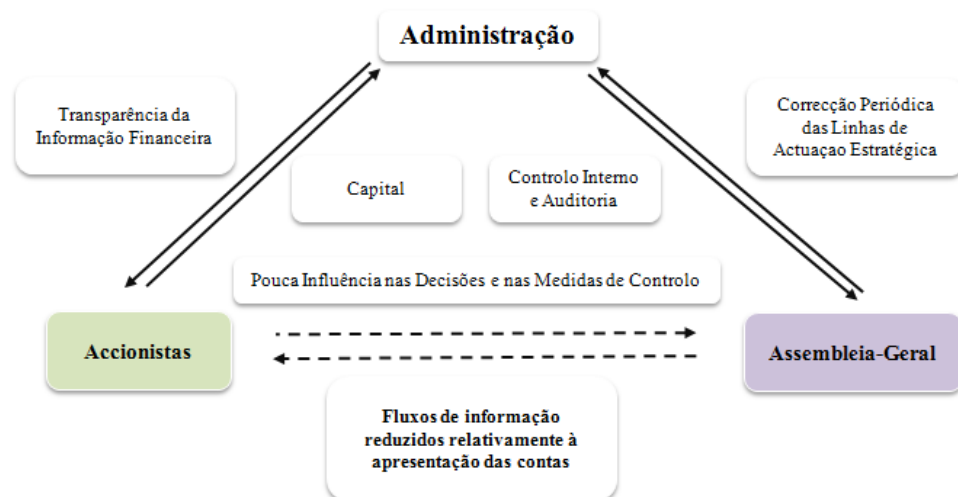 Administração
Transparência da
Informação Financeira
Correcção Periódica
das Linhas de
Actuaçao Estratégica
Capital
Controlo Interno
e Auditoria
Pouca Influência nas Decisões e nas Medidas de Controlo
Accionistas
Assembleia-Geral
Fluxos de informação
reduzidos relativamente à
apresentação das contas